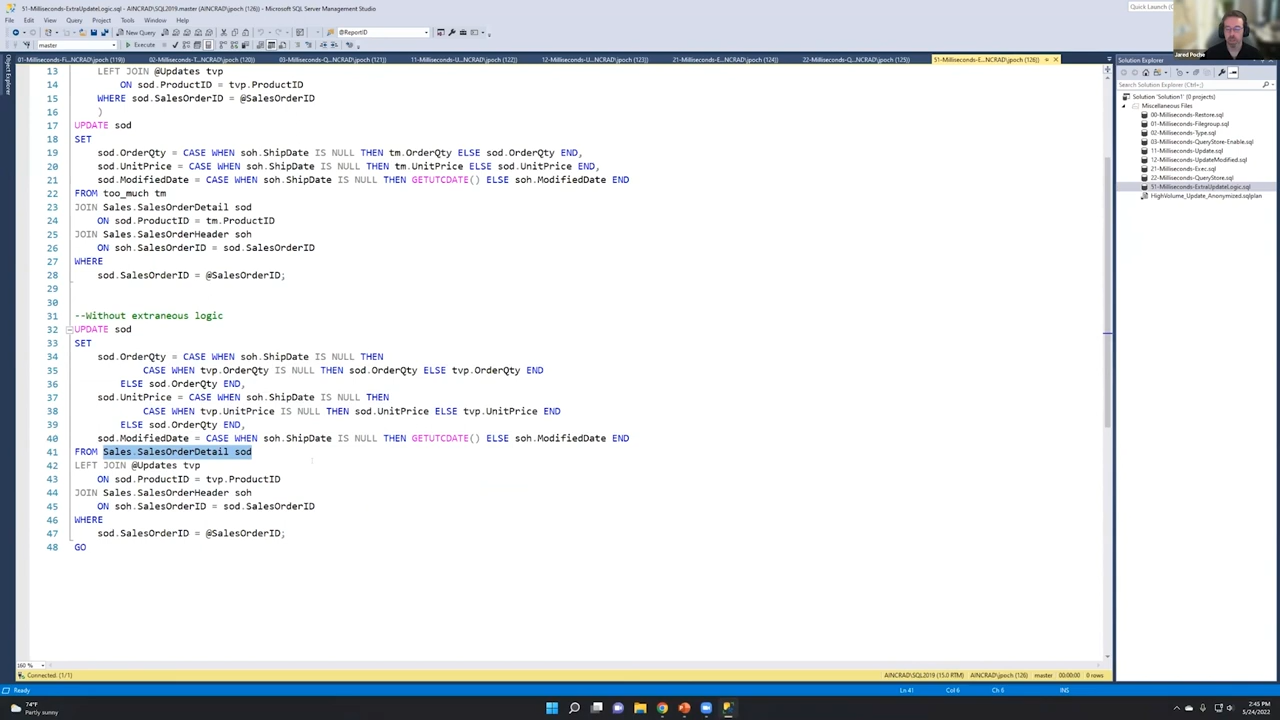 51-Milliseconds-ExtraUpdateLogic.sql - AINCRAD\SQL2019.master (AINCRAD\jpoch (126)) - Microsoft SQL Server Management Studio
Quick Launch (
File Edit View Query Project Tools Window Help
New Query
@ReportID
master
Execute
01-Milliseconds-Fi...NCRAD\jpoch (119))
02-Milliseconds-T...NCRAD\jpoch (120))
03-Milliseconds-Q...NCRAD\jpoch (121))
11-Milliseconds-U...NCRAD\jpoch (122))
12-Milliseconds-U...NCRAD\jpoch (123))
21-Milliseconds-E...NCRAD\jpoch (124))
22-Milliseconds-Q...NCRAD\jpoch (125))
51-Milliseconds-E...NCRAD\jpoch (126))
Jared Poche
Object Explorer
13 LEFT JOIN @Updates tvp
14 ON sod.ProductID = tvp.ProductID
15 WHERE sod.SalesOrderID = @SalesOrderID
16 )
17 UPDATE sod
18 SET
19 sod.OrderQty = CASE WHEN soh.ShipDate IS NULL THEN tm.OrderQty ELSE sod.OrderQty END,
20 sod.UnitPrice = CASE WHEN soh.ShipDate IS NULL THEN tm.UnitPrice ELSE sod.UnitPrice END,
21 sod.ModifiedDate = CASE WHEN soh.ShipDate IS NULL THEN GETUTCDATE() ELSE soh.ModifiedDate END
22 FROM too_much tm
23 JOIN Sales.SalesOrderDetail sod
24 ON sod.ProductID = tm.ProductID
25 JOIN Sales.SalesOrderHeader soh
26 ON soh.SalesOrderID = sod.SalesOrderID
27 WHERE
28 sod.SalesOrderID = @SalesOrderID;
29
30
31 --Without extraneous logic
32 UPDATE sod
33 SET
34 sod.OrderQty = CASE WHEN soh.ShipDate IS NULL THEN
35 CASE WHEN tvp.OrderQty IS NULL THEN sod.OrderQty ELSE tvp.OrderQty END
36 ELSE sod.OrderQty END,
37 sod.UnitPrice = CASE WHEN soh.ShipDate IS NULL THEN
38 CASE WHEN tvp.UnitPrice IS NULL THEN sod.UnitPrice ELSE tvp.UnitPrice END
39 ELSE sod.OrderQty END,
40 sod.ModifiedDate = CASE WHEN soh.ShipDate IS NULL THEN GETUTCDATE() ELSE soh.ModifiedDate END
41 FROM Sales.SalesOrderDetail sod
42 LEFT JOIN @Updates tvp
43 ON sod.ProductID = tvp.ProductID
44 JOIN Sales.SalesOrderHeader soh
45 ON soh.SalesOrderID = sod.SalesOrderID
46 WHERE
47 sod.SalesOrderID = @SalesOrderID;
48 GO
Solution Explorer
Search Solution Explorer (Ctrl+;)
Solution 'Solution1' (0 projects)
Miscellaneous Files
00-Milliseconds-Restore.sql
01-Milliseconds-Filegroup.sql
02-Milliseconds-Type.sql
03-Milliseconds-QueryStore-Enable.sql
11-Milliseconds-Update.sql
12-Milliseconds-UpdateModified.sql
21-Milliseconds-Exec.sql
22-Milliseconds-QueryStore.sql
51-Milliseconds-ExtraUpdateLogic.sql
HighVolume_Update_Anonymized.sqlplan
160 %
Connected. (1/1)
AINCRAD\SQL2019 (15.0 RTM) AINCRAD\jpoch (126) master 00:00:00 0 rows
Ready
Ln 41 Col 6 Ch 6 INS
74°F
Partly sunny
2:45 PM
5/24/2022